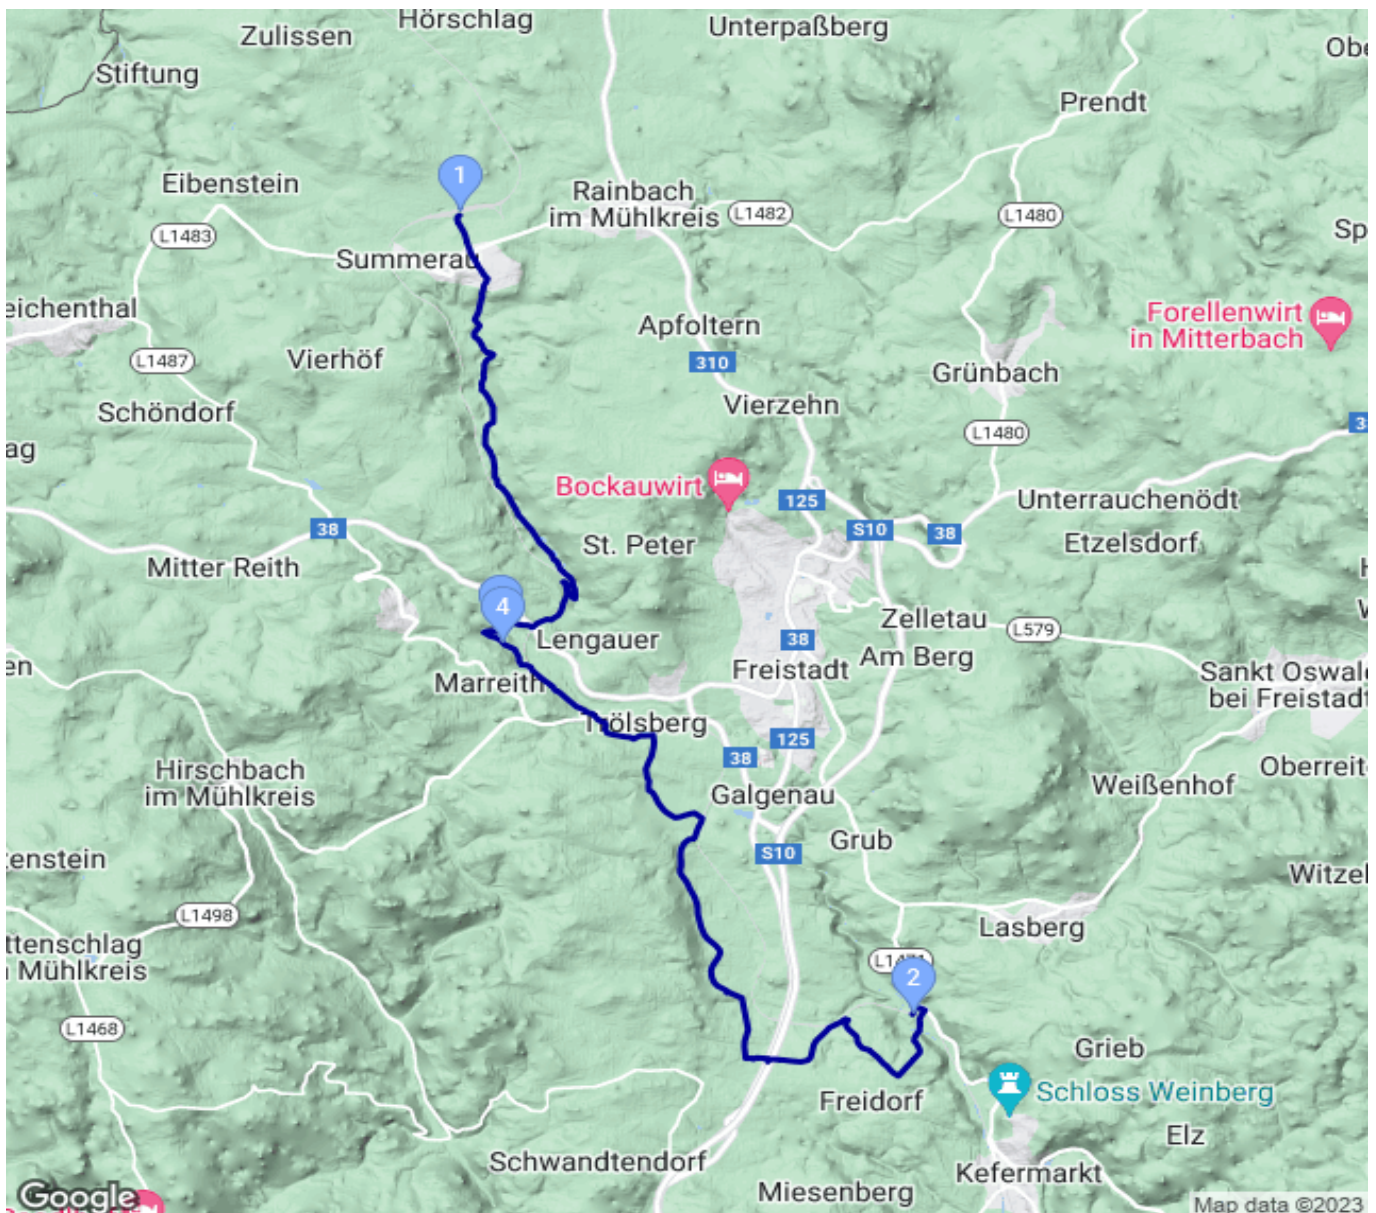 Hörschlag
Unterpaßberg
Zulissen
Stiftung
Prendt
1
Eibenstein
Rainbach
im Mühlkreis
L1482
L1480
L1483
Summerau
eichenthal
Apfoltern
Forellenwirt
in Mitterbach
Vierhöf
L1487
310
Grünbach
Schöndorf
Vierzehn
L1480
ag
Bockauwirt
125
Unterrauchenödt
38
S10
38
St. Peter
Etzelsdorf
Mitter Reith
4
Zelletau
L579
Lengauer
38
Am Berg
en
Freistadt
Sankt Oswald
bei Freistadt
Marreith
Trölsberg
125
38
Hirschbach
im Mühlkreis
Oberreit
Weißenhof
Galgenau
Grub
S10
tenstein
Witzel
L1498
Lasberg
ttenschlag
Mühlkreis
2
L1468
Grieb
Schloss Weinberg
Freidorf
Elz
Schwandtendorf
Kefermarkt
Miesenberg
Google
Map data ©2023